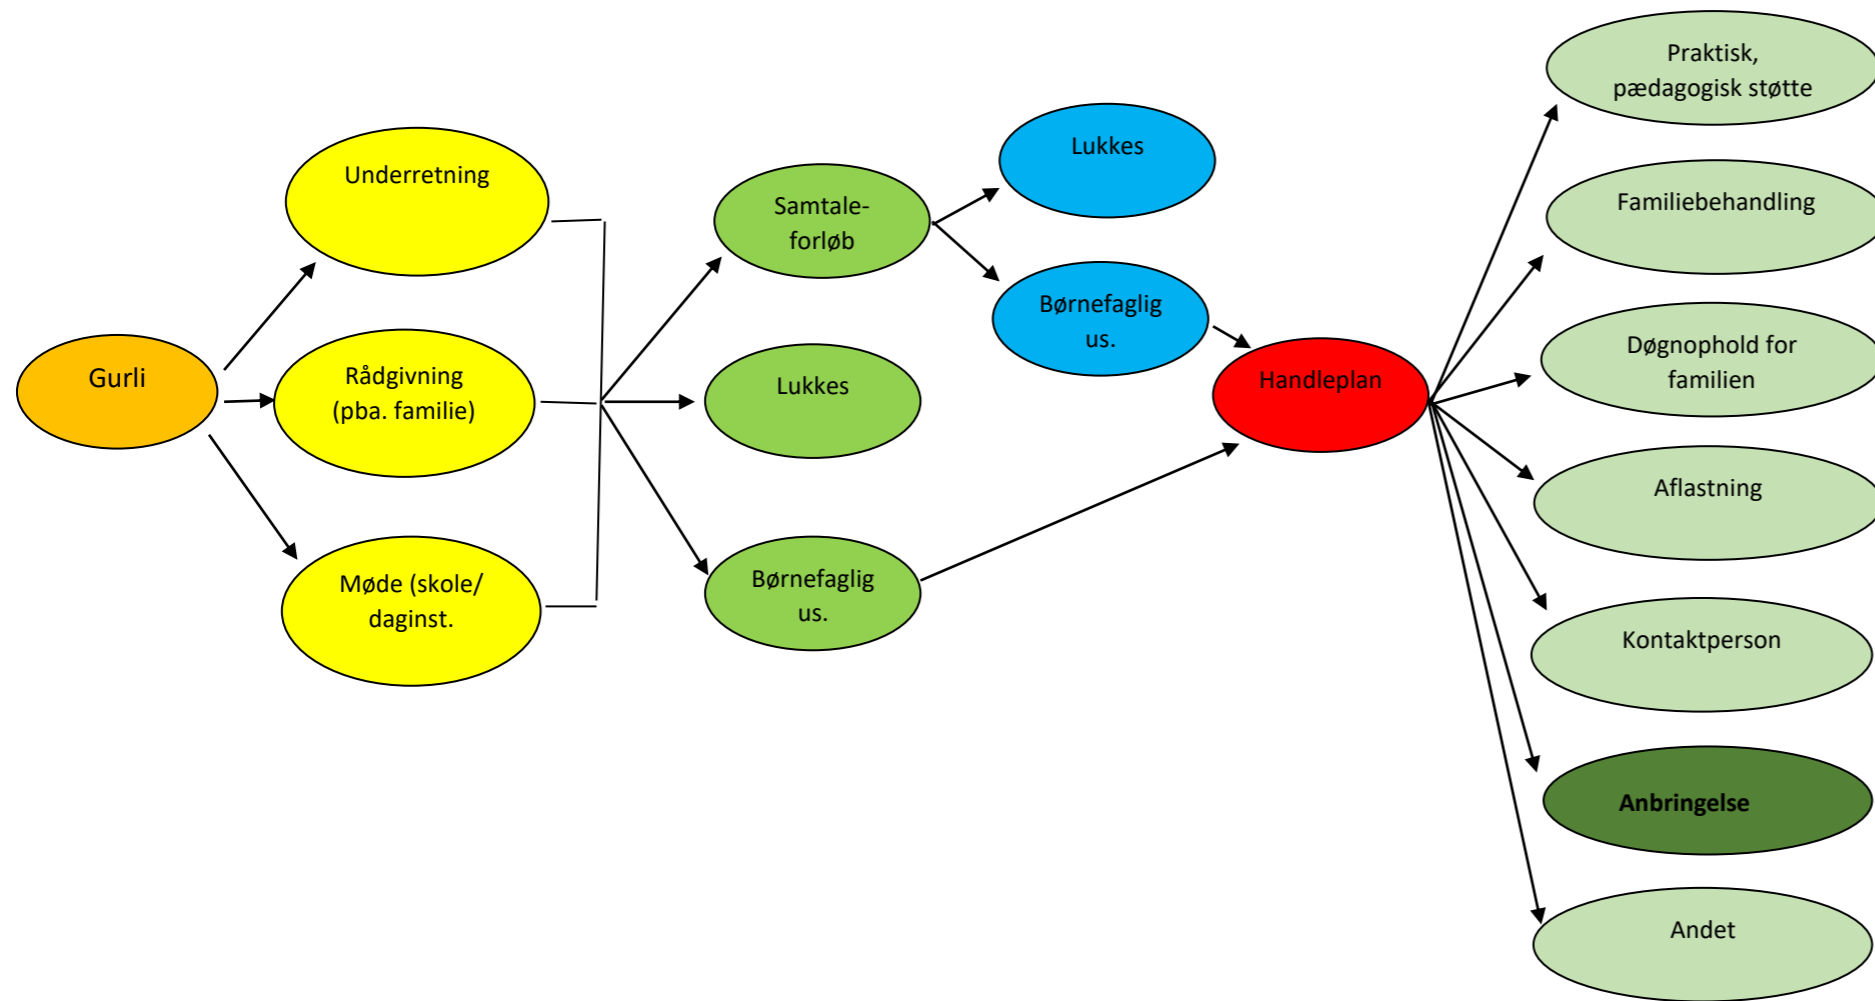 Gurli
Underretning
Rådgivning
(pba. familie)
Møde (skole/
daginst.
Samtale-
forløb
Lukkes
Børnefaglig
us.
Lukkes
Børnefaglig
us.
Handleplan
Praktisk,
pædagogisk støtte
Familiebehandling
Døgnophold for
familien
Aflastning
Kontaktperson
Anbringelse
Andet